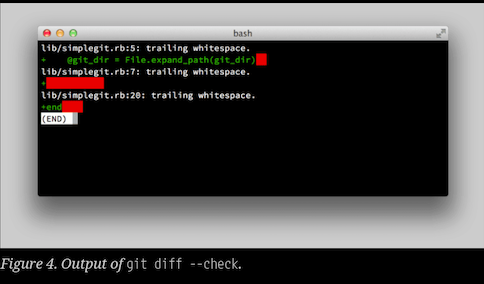 bash
lib/simplegit.rb:5: trailing whitespace.
+    @git_dir = File.expand_path(git_dir)
lib/simplegit.rb:7: trailing whitespace.
+
lib/simplegit.rb:20: trailing whitespace.
+end
(END)
Figure 4. Output of git diff --check.